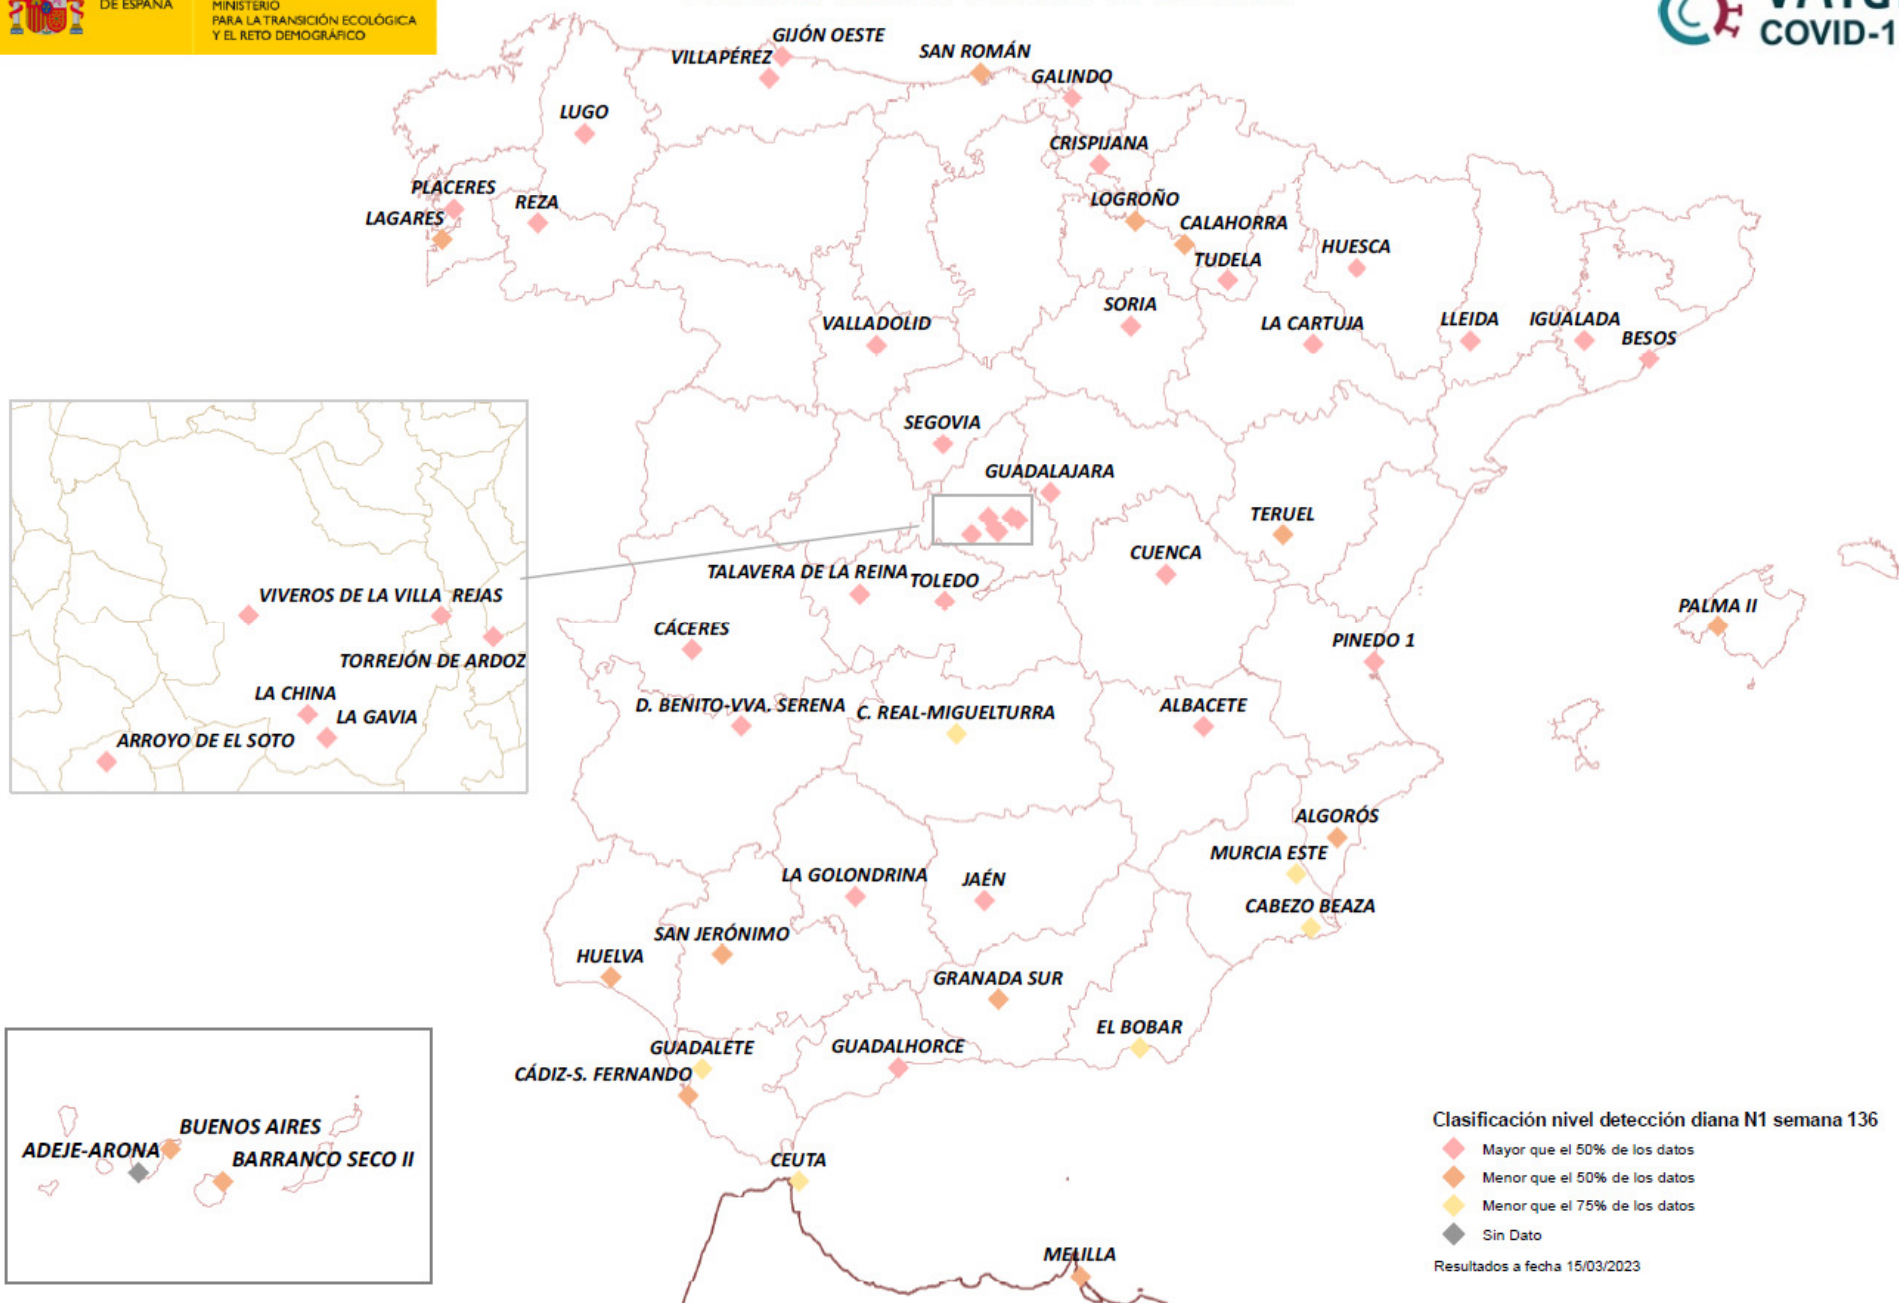 DE ESPAÑA
MINISTERIO
PARA LA TRANSICIÓN ECOLÓGICA
Y EL RETO DEMOGRÁFICO
COVID-1
GIJÓN OESTE
VILLAPÉREZ
SAN ROMÁN
GALINDO
LUGO
CRISPIJANA
PLACERES
REZA
LOGROÑO
LAGARES
CALAHORRA
HUESCA
TUDELA
SORIA
VALLADOLID
LA CARTUJA
LLEIDA
IGUALADA
BESOS
SEGOVIA
GUADALAJARA
TERUEL
CUENCA
TALAVERA DE LA REINA
TOLEDO
VIVEROS DE LA VILLA
REJAS
PALMA II
CÁCERES
PINEDO 1
TORREJÓN DE ARDOZ
LA CHINA
D. BENITO-VVA. SERENA
C. REAL-MIGUELTURRA
ALBACETE
LA GAVIA
ARROYO DE EL SOTO
ALGORÓS
MURCIA ESTE
LA GOLONDRINA
JAÉN
CABEZO BEAZA
SAN JERÓNIMO
HUELVA
GRANADA SUR
EL BOBAR
GUADALETE
GUADALHORCE
CÁDIZ-S. FERNANDO
BUENOS AIRES
ADEJE-ARONA
BARRANCO SECO II
CEUTA
MELILLA
Clasificación nivel detección diana N1 semana 136
Mayor que el 50% de los datos
Menor que el 50% de los datos
Menor que el 75% de los datos
Sin Dato
Resultados a fecha 15/03/2023